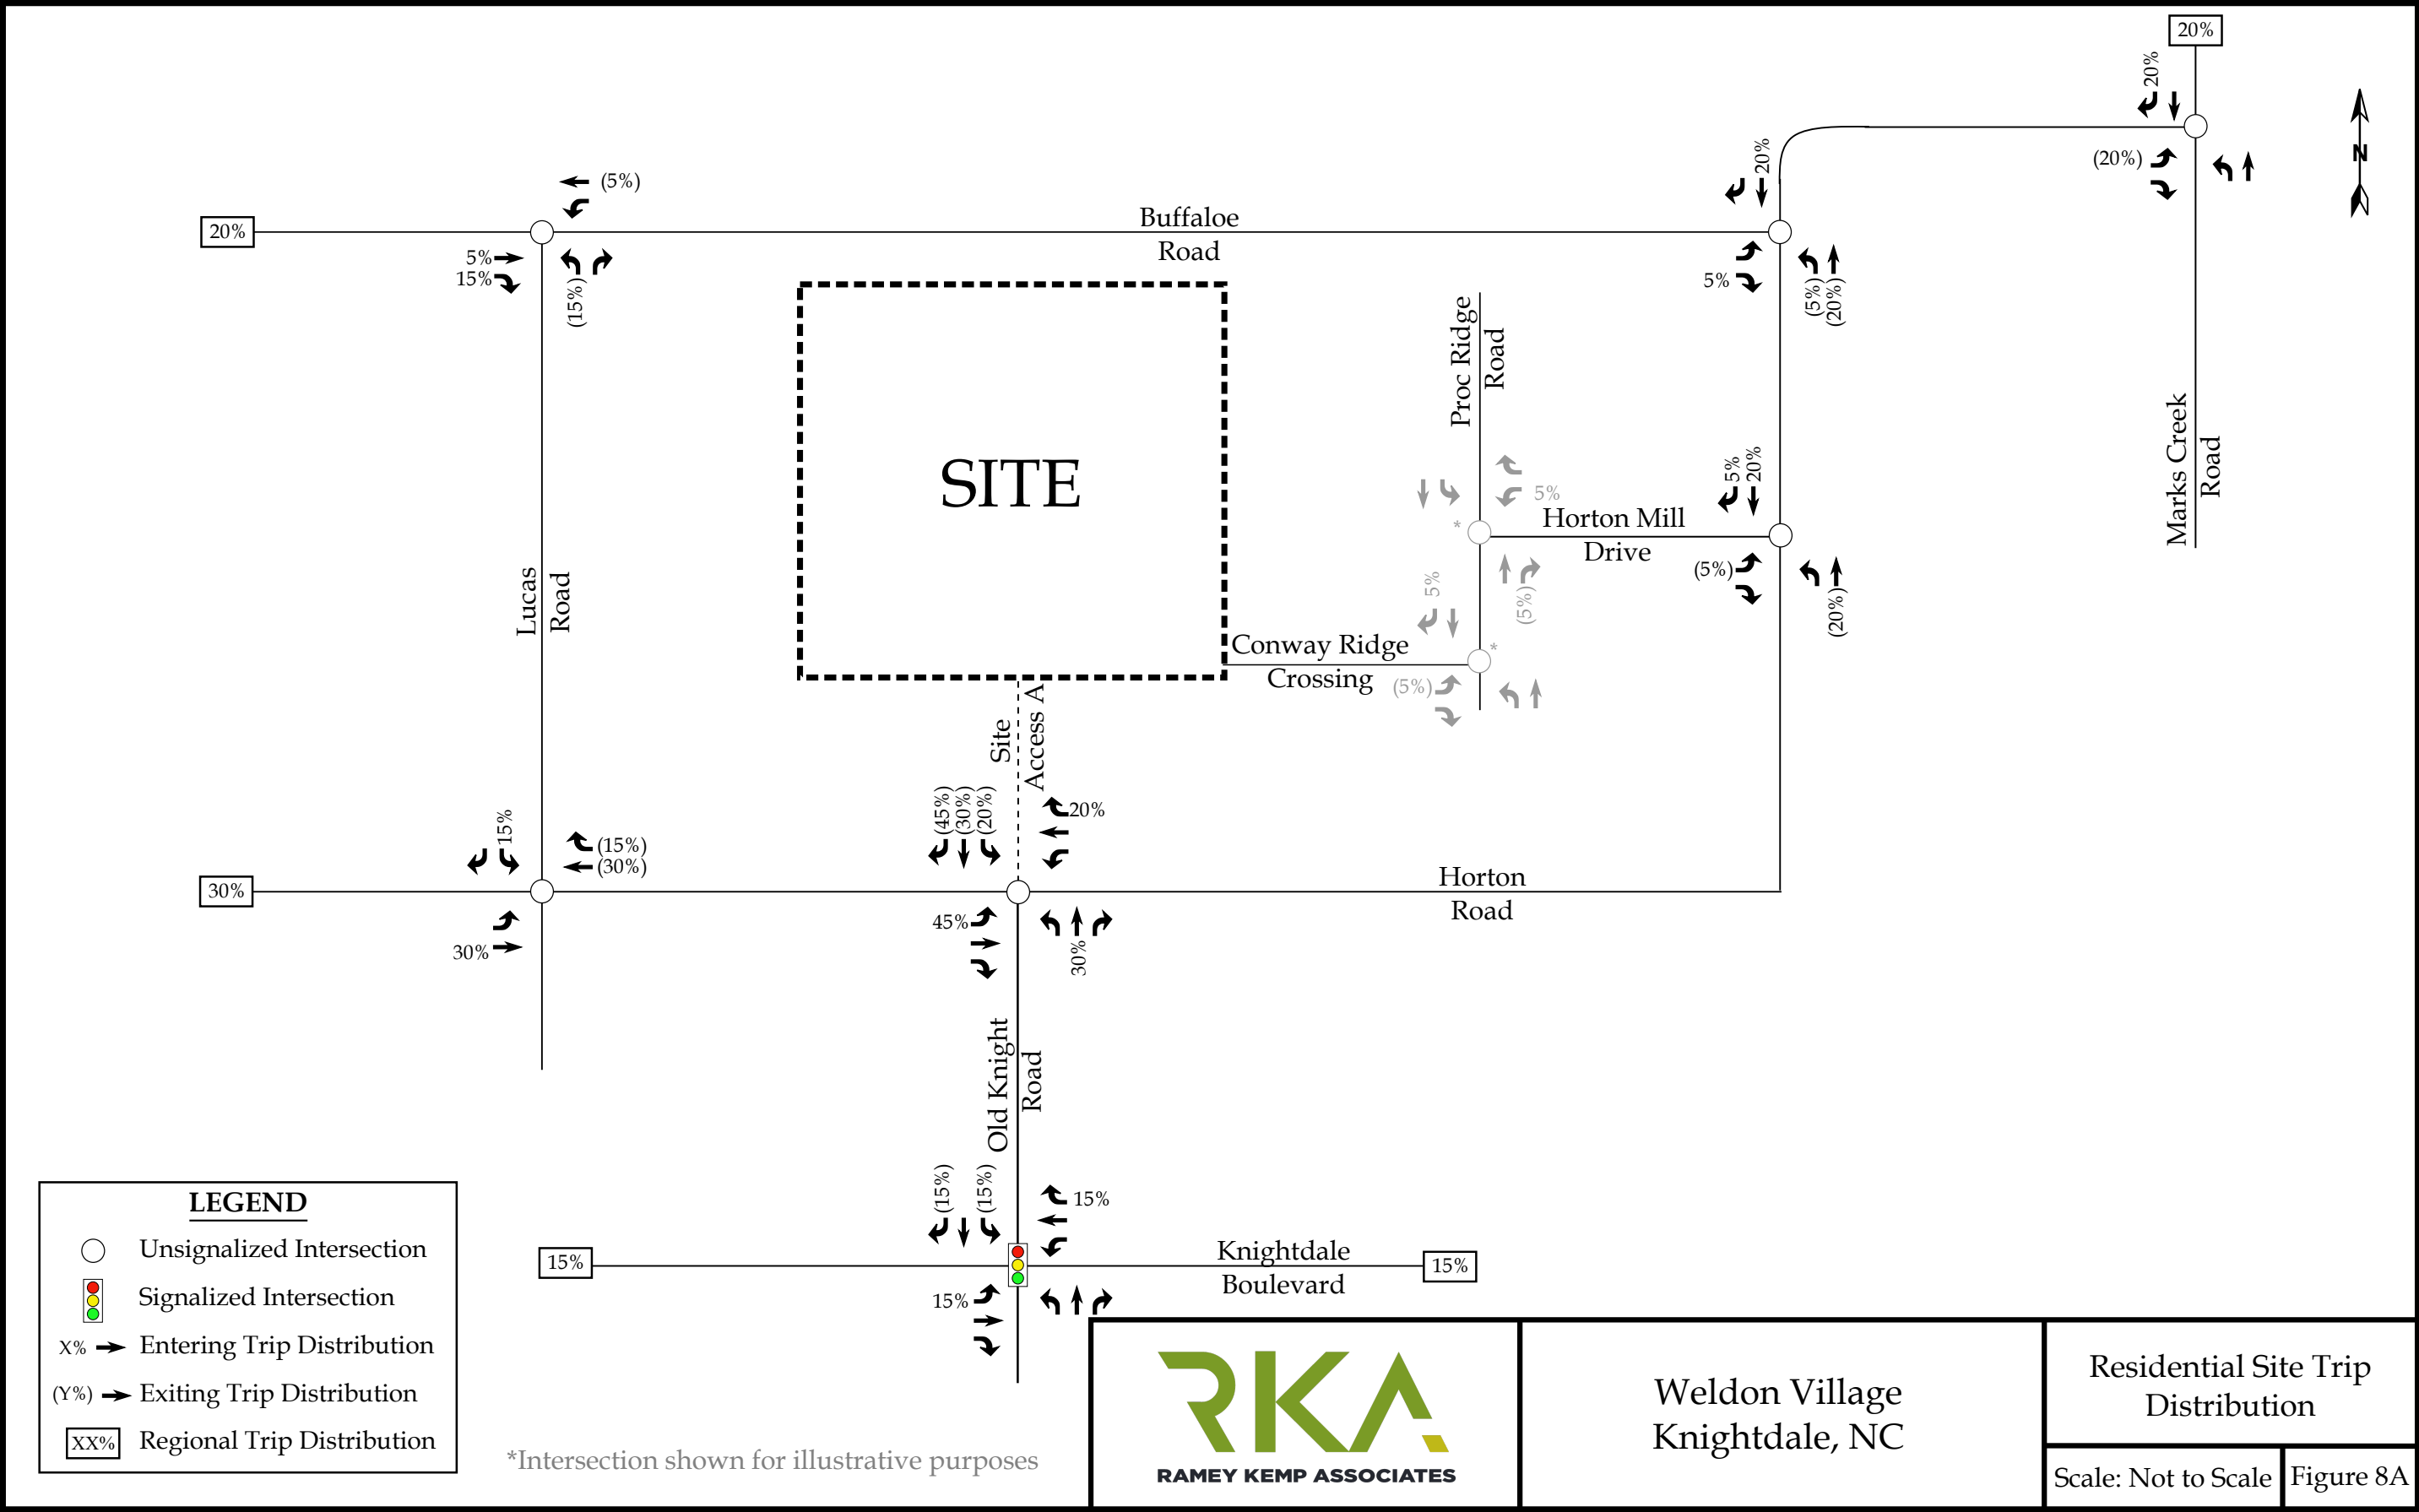 20%
20%
(20%)
N
20%
(5%)
20%
5%
15%
(15%)
Buffaloe
Road
5%
(5%)
(20%)
Proc Ridge
Road
Marks Creek
Road
SITE
5%
*
Horton Mill
Drive
5%
20%
(5%)
(20%)
5%
(5%)
Conway Ridge
Crossing
*
(5%)
Lucas
Road
Site
Access A
15%
(15%)
(30%)
30%
30%
(45%)
(30%)
(20%)
20%
45%
30%
Horton
Road
Old Knight
Road
(15%)
(15%)
15%
15%
Knightdale
Boulevard
15%
15%
LEGEND
Unsignalized Intersection
Signalized Intersection
X% Entering Trip Distribution
(Y%) Exiting Trip Distribution
XX% Regional Trip Distribution
*Intersection shown for illustrative purposes
RKA
RAMEY KEMP ASSOCIATES
Weldon Village
Knightdale, NC
Residential Site Trip
Distribution
Scale: Not to Scale
Figure 8A